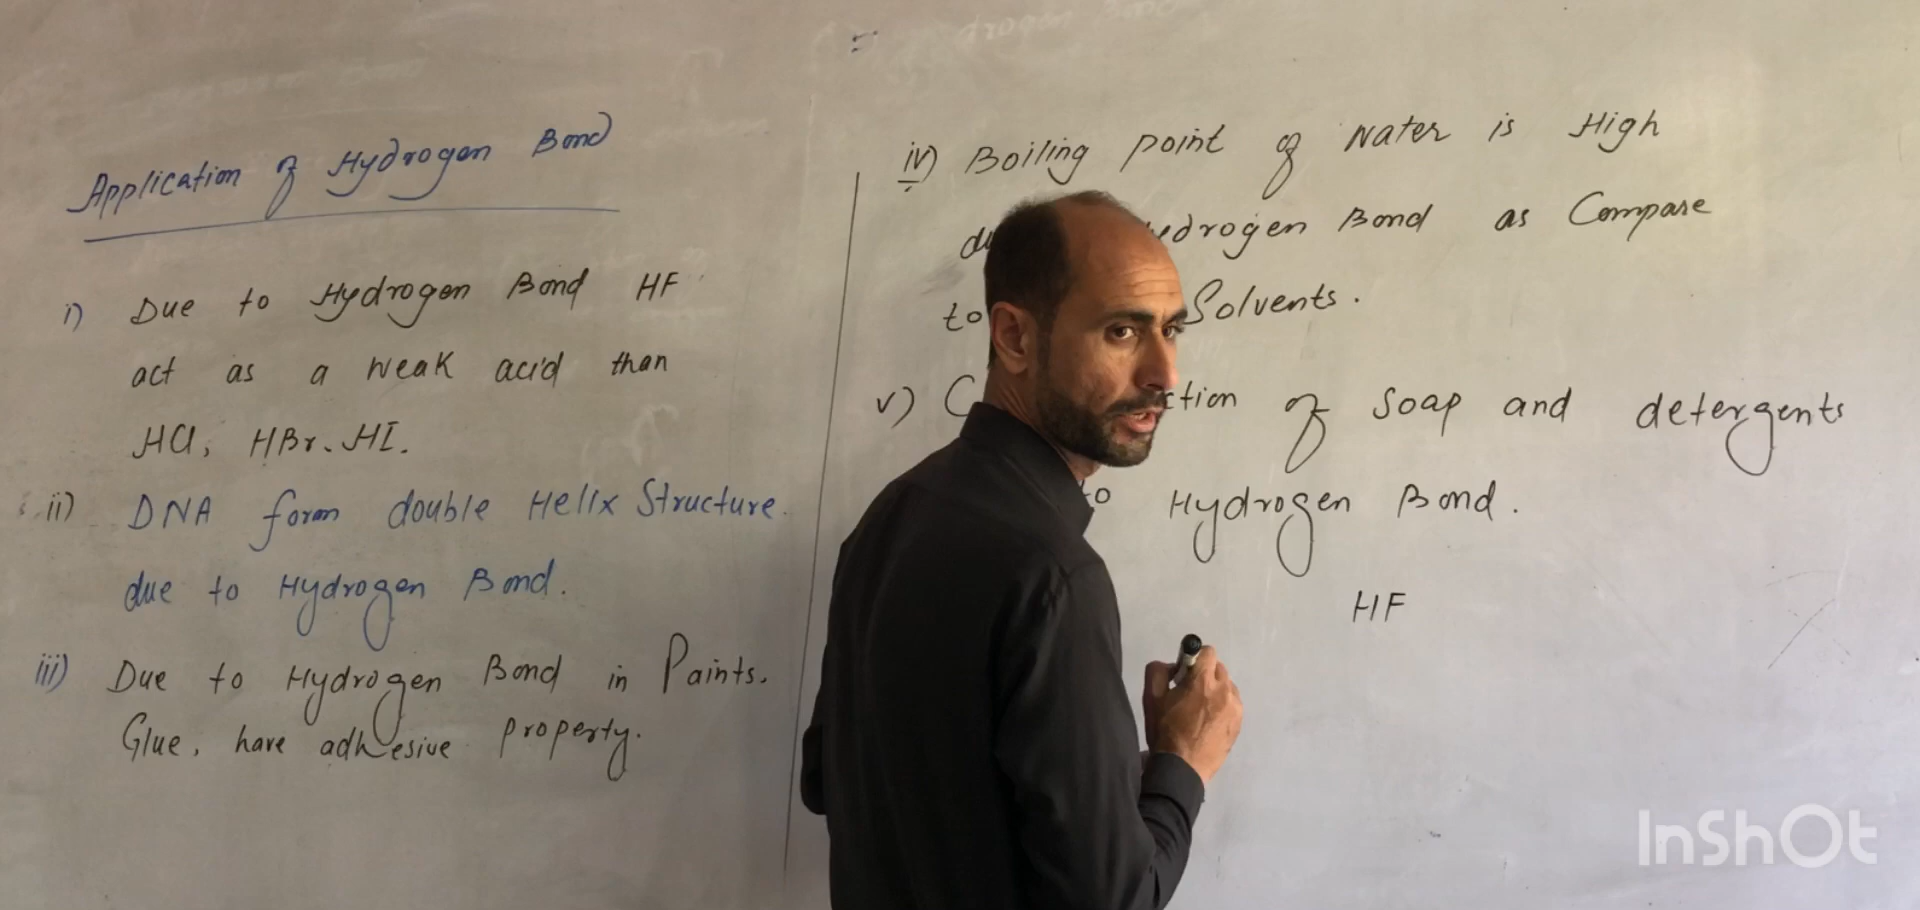 Application of Hydrogen Bond
i) Due to Hydrogen Bond HF
act as a weak acid than
HCl, HBr. HI.
ii) DNA form double Helix Structure.
due to Hydrogen Bond.
iii) Due to Hydrogen Bond in Paints.
Glue, have adhesive property.
iv) Boiling point of Water is High
Bond as Compare
to Solvents.
v) of Soap and detergents
to Hydrogen Bond.
HF
InShOt